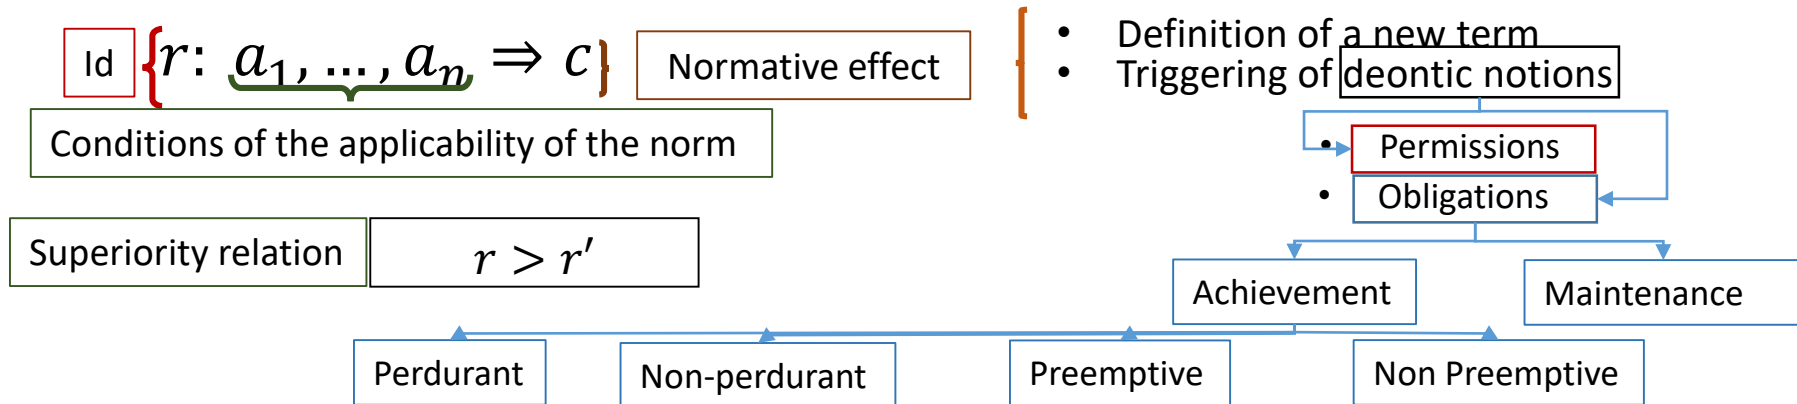 Id r: a₁, …, aₙ ⇒ c Normative effect
• Definition of a new term
• Triggering of deontic notions
Conditions of the applicability of the norm
• Permissions
• Obligations
Superiority relation r > r′
Achievement Maintenance
Perdurant Non-perdurant Preemptive Non Preemptive